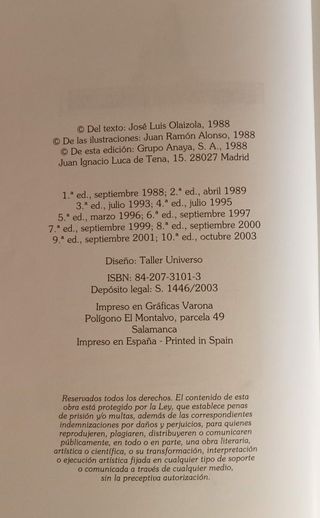 © Del texto: José Luis Olaizola, 1988
© De las ilustraciones: Juan Ramón Alonso, 1988
© De esta edición: Grupo Anaya, S. A., 1988
Juan Ignacio Luca de Tena, 15. 28027 Madrid
1.ª ed., septiembre 1988; 2.ª ed., abril 1989
3.ª ed., julio 1993; 4.ª ed., julio 1995
5.ª ed., marzo 1996; 6.ª ed., septiembre 1997
7.ª ed., septiembre 1999; 8.ª ed., septiembre 2000
9.ª ed., septiembre 2001; 10.ª ed., octubre 2003
Diseño: Taller Universo
ISBN: 84-207-3101-3
Depósito legal: S. 1446/2003
Impreso en Gráficas Varona
Polígono El Montalvo, parcela 49
Salamanca
Impreso en España - Printed in Spain
Reservados todos los derechos. El contenido de esta
obra está protegido por la Ley, que establece penas
de prisión y/o multas, además de las correspondientes
indemnizaciones por daños y perjuicios, para quienes
reprodujeren, plagiaren, distribuyeren o comunicaren
públicamente, en todo o en parte, una obra literaria,
artística o científica, o su transformación, interpretación
o ejecución artística fijada en cualquier tipo de soporte
o comunicada a través de cualquier medio,
sin la preceptiva autorización.